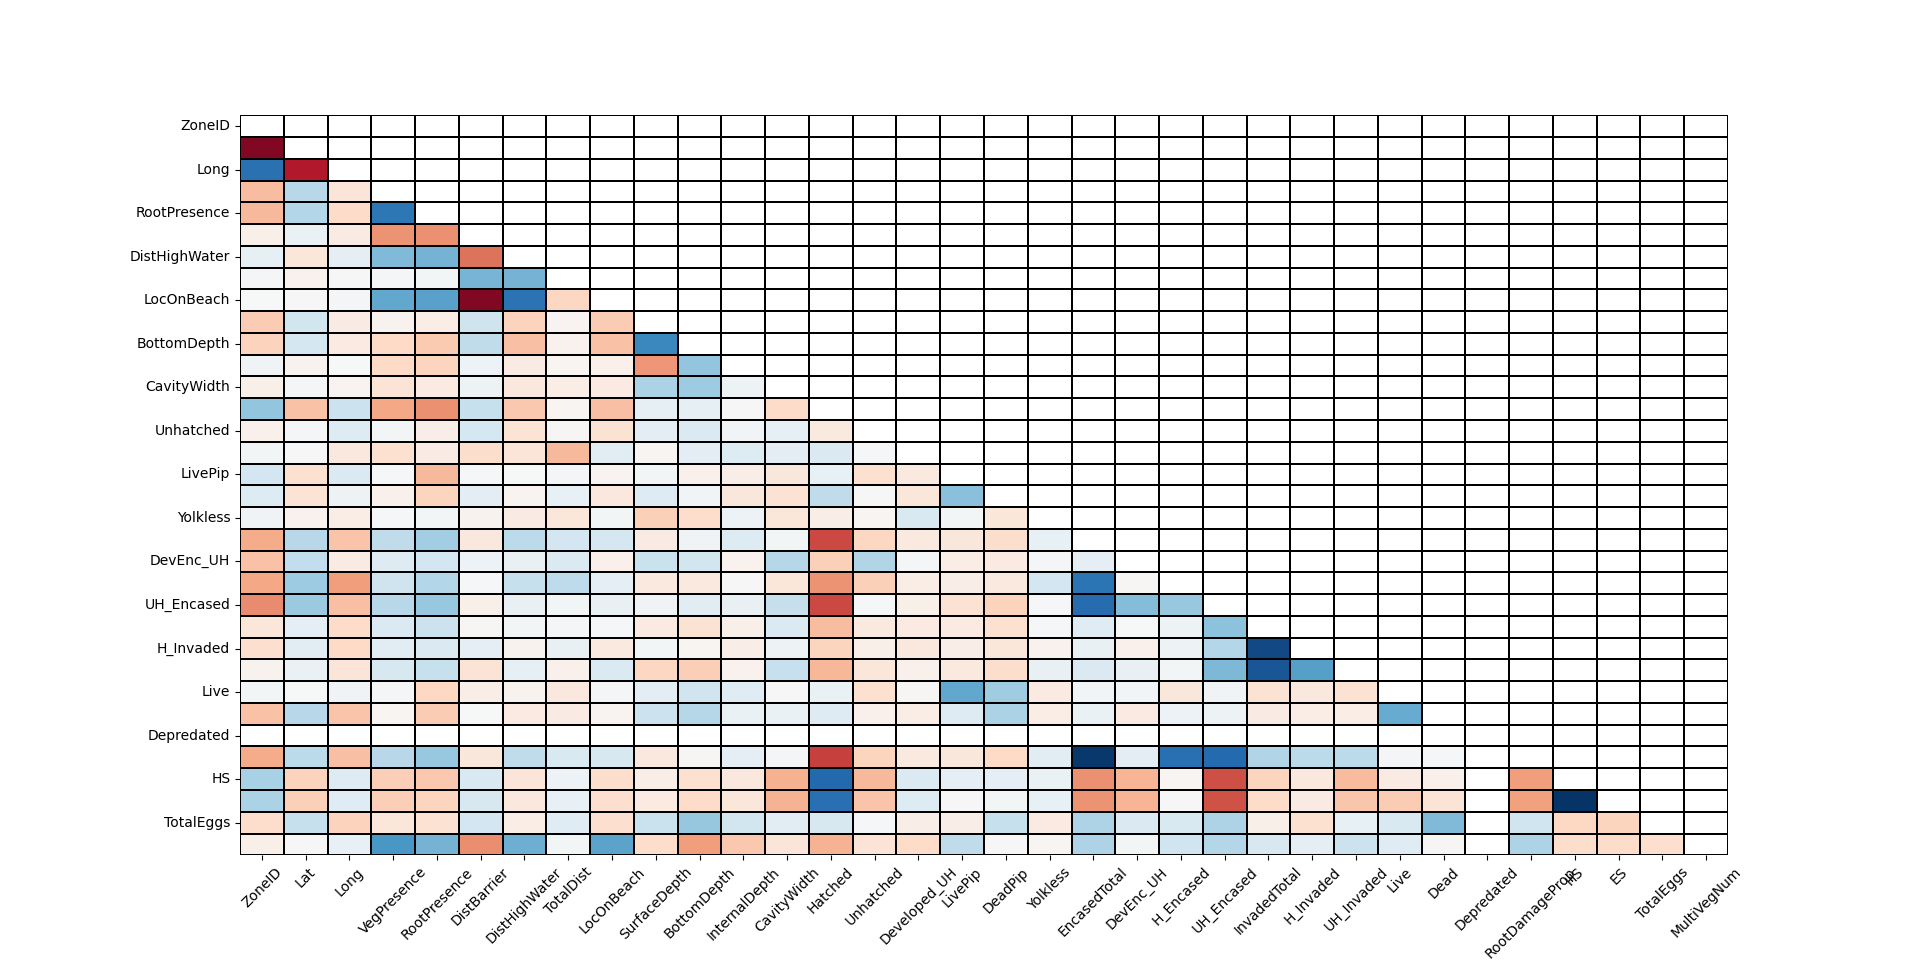 ZoneID
Long
RootPresence
DistHighWater
LocOnBeach
BottomDepth
CavityWidth
Unhatched
LivePip
Yolkless
DevEnc_UH
UH_Encased
H_Invaded
Live
Depredated
HS
TotalEggs
ZoneID
Lat
Long
VegPresence
RootPresence
DistBarrier
DistHighWater
TotalDist
LocOnBeach
SurfaceDepth
BottomDepth
InternalDepth
CavityWidth
Hatched
Unhatched
Developed_UH
LivePip
DeadPip
Yolkless
EncasedTotal
DevEnc_UH
H_Encased
UH_Encased
InvadedTotal
H_Invaded
UH_Invaded
Live
Dead
Depredated
RootDamageProp
HS
ES
TotalEggs
MultiVegNum